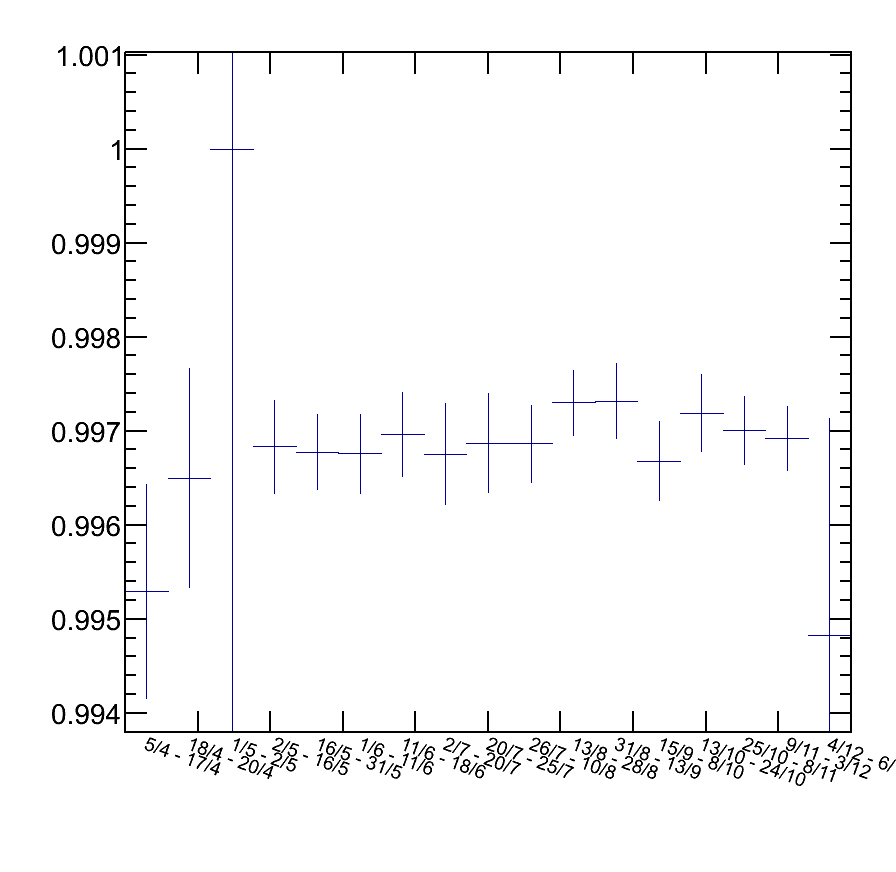 1.001
1
0.999
0.998
0.997
0.996
0.995
0.994
5/4 - 17/4
18/4 - 20/4
1/5 - 2/5
2/5 - 16/5
16/5 - 31/5
1/6 - 11/6
11/6 - 18/6
2/7 - 20/7
20/7 - 25/7
26/7 - 10/8
13/8 - 28/8
31/8 - 13/9
15/9 - 8/10
13/10 - 24/10
25/10 - 8/11
9/11 - 3/12
4/12 - 6/